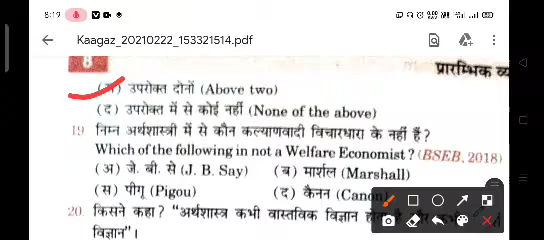 8:19
Kaagaz_20210222_153321514.pdf
8
प्रारम्भिक
उपरोक्त दोनों (Above two)
(द) उपरोक्त में से कोई नहीं (None of the above)
19. निम्न अर्थशास्त्री में से कौन कल्याणवादी विचारधारा के नहीं हैं?
Which of the following in not a Welfare Economist? (BSEB, 2018)
(अ) जे. बी. से (J. B. Say) (ब) मार्शल (Marshall)
(स) पीगू (Pigou) (द) कैनन (Canon)
20. किसने कहा? “अर्थशास्त्र कभी वास्तविक विज्ञान
विज्ञान”।